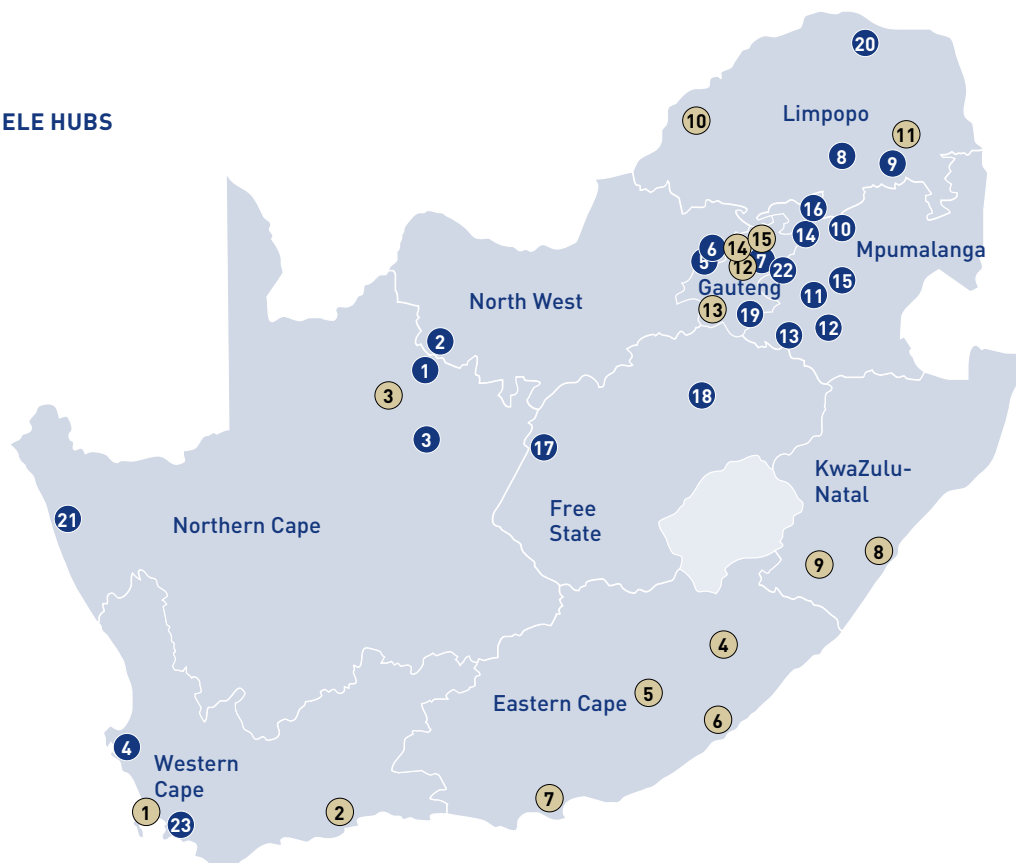 20
ELE HUBS
Limpopo
10
11
8
9
16
14
10
6
14
15
Mpumalanga
5
12
7
22
15
Gauteng
11
North West
13
19
12
2
13
1
3
18
3
17
KwaZulu-
Natal
21
Northern Cape
Free
State
9
8
4
5
Eastern Cape
6
4
Western
Cape
7
1
23
2